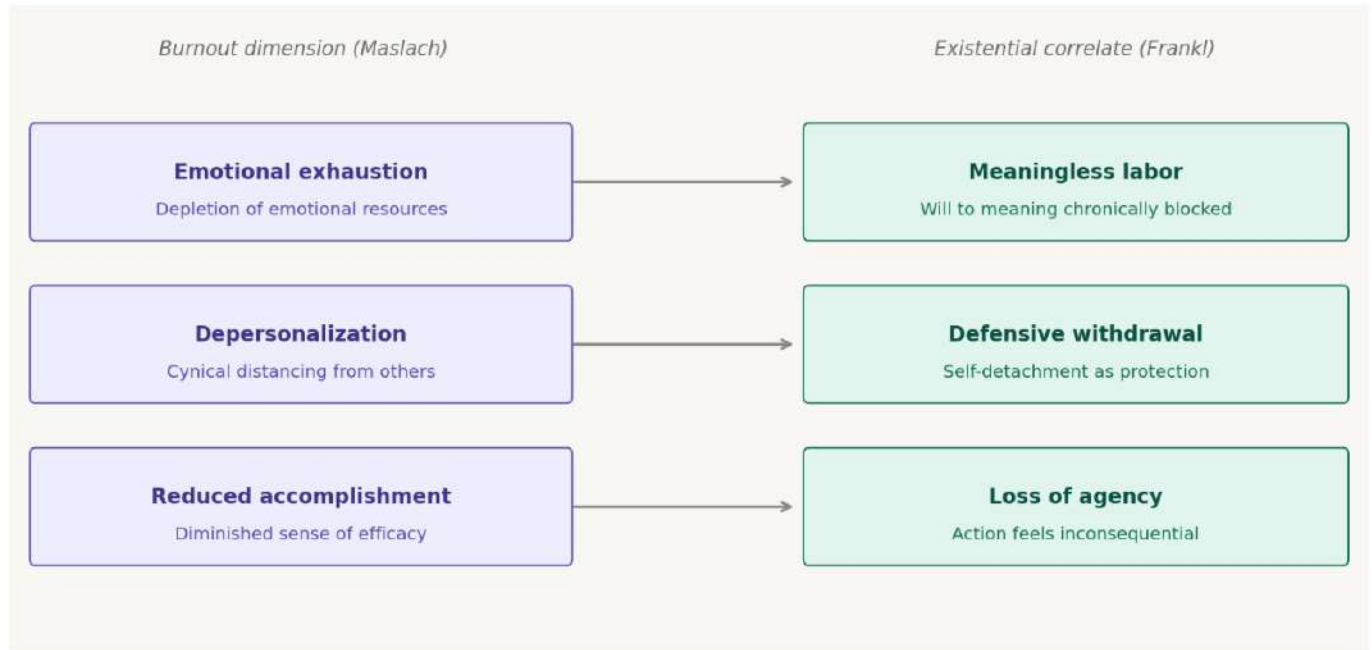 Burnout dimension (Maslach)
Existential correlate (Frankl)
Emotional exhaustion
Depletion of emotional resources
Meaningless labor
Will to meaning chronically blocked
Depersonalization
Cynical distancing from others
Defensive withdrawal
Self-detachment as protection
Reduced accomplishment
Diminished sense of efficacy
Loss of agency
Action feels inconsequential